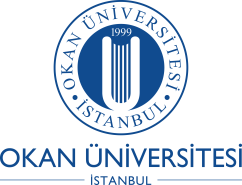 OKAN ÜNİVERSİTESİ
1999
• İSTANBUL •
OKAN ÜNİVERSİTESİ
İSTANBUL